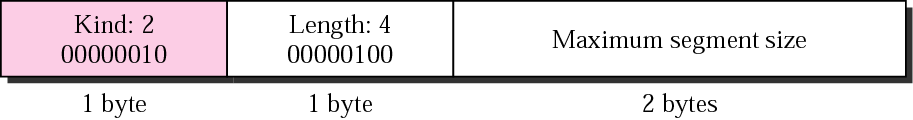 Kind: 2
00000010
Length: 4
00000100
Maximum segment size
1 byte
1 byte
2 bytes